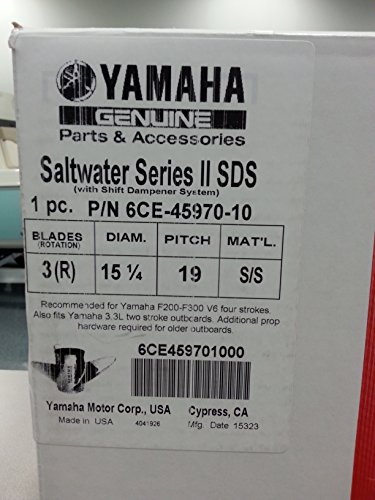 YAMAHA
GENUINE
Parts & Accessories
Saltwater Series II SDS
(with Shift Dampener System)
1 pc. P/N 6CE-45970-10
BLADES (ROTATION) DIAM. PITCH MAT'L.
3(R) 15 ¼ 19 S/S
Recommended for Yamaha F200-F300 V6 four strokes.
Also fits Yamaha 3.3L two stroke outboards. Additional prop
hardware required for older outboards.
6CE459701000
Yamaha Motor Corp., USA Cypress, CA
Made in USA 4041926 Mfg. Date 15323